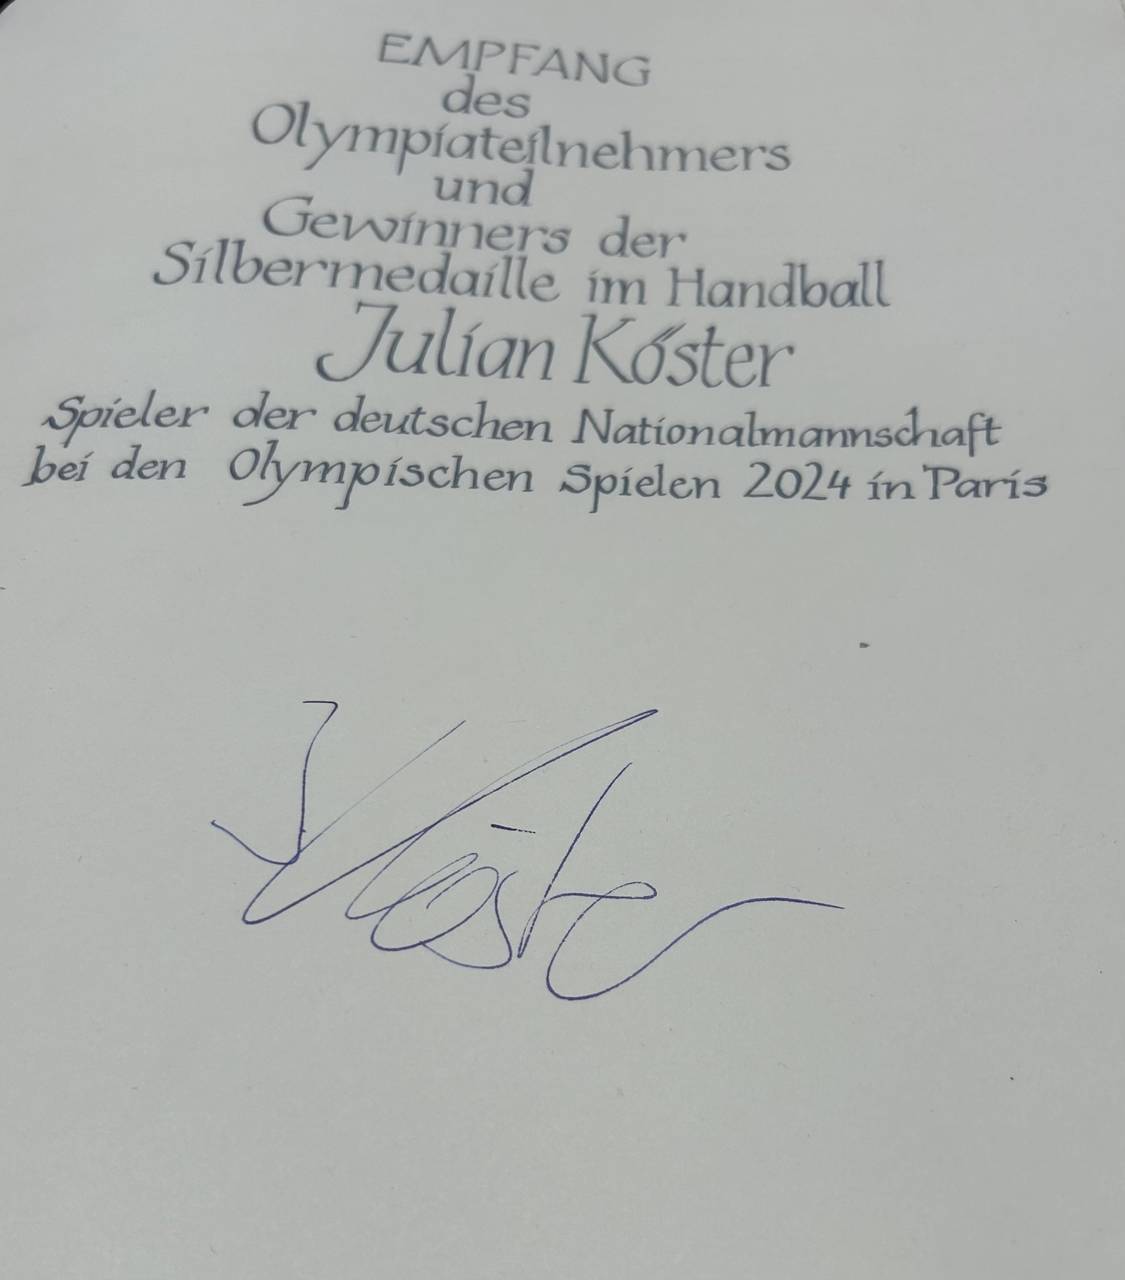 EMPFANG
des
Olympiateilnehmers
und
Gewinners der
Silbermedaille im Handball
Julian Köster
Spieler der deutschen Nationalmannschaft
bei den Olympischen Spielen 2024 in Paris
J Köster